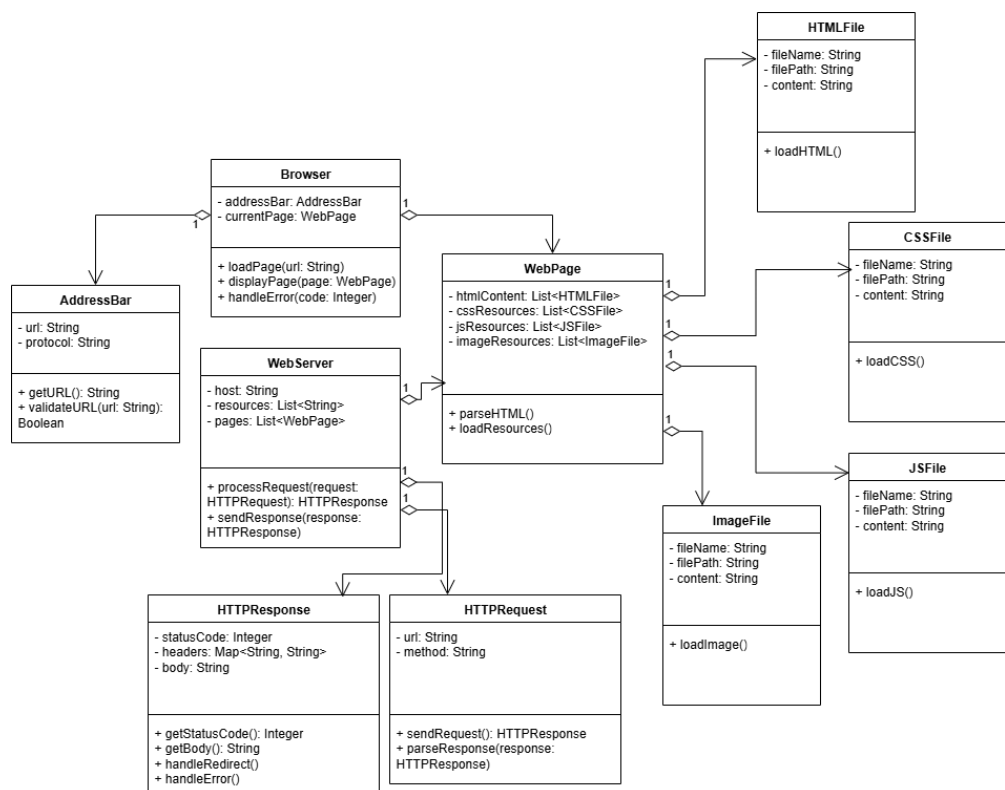 HTMLFile
- fileName: String
- filePath: String
- content: String
+ loadHTML()
Browser
- addressBar: AddressBar
- currentPage: WebPage
+ loadPage(url: String)
+ displayPage(page: WebPage)
+ handleError(code: Integer)
1
1
CSSFile
- fileName: String
- filePath: String
- content: String
+ loadCSS()
AddressBar
- url: String
- protocol: String
+ getURL(): String
+ validateURL(url: String):
Boolean
WebPage
- htmlContent: List<HTMLFile>
- cssResources: List<CSSFile>
- jsResources: List<JSFile>
- imageResources: List<ImageFile>
+ parseHTML()
+ loadResources()
1
1
1
1
WebServer
- host: String
- resources: List<String>
- pages: List<WebPage>
+ processRequest(request:
HTTPRequest): HTTPResponse
+ sendResponse(response:
HTTPResponse)
1
1
1
JSFile
- fileName: String
- filePath: String
- content: String
+ loadJS()
ImageFile
- fileName: String
- filePath: String
- content: String
+ loadImage()
HTTPResponse
- statusCode: Integer
- headers: Map<String, String>
- body: String
+ getStatusCode(): Integer
+ getBody(): String
+ handleRedirect()
+ handleError()
HTTPRequest
- url: String
- method: String
+ sendRequest(): HTTPResponse
+ parseResponse(response:
HTTPResponse)